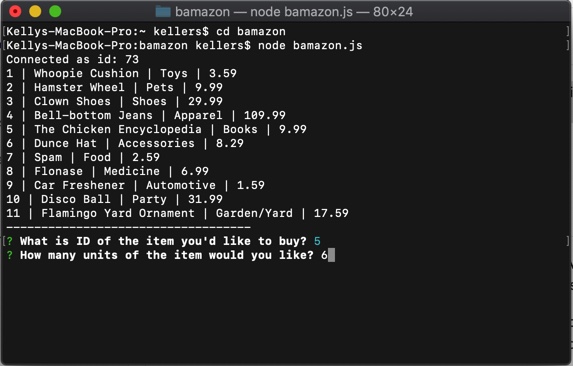 bamazon — node bamazon.js — 80×24
[Kellys-MacBook-Pro:~ kellers$ cd bamazon
[Kellys-MacBook-Pro:bamazon kellers$ node bamazon.js
Connected as id: 73
1 | Whoopie Cushion | Toys | 3.59
2 | Hamster Wheel | Pets | 9.99
3 | Clown Shoes | Shoes | 29.99
4 | Bell-bottom Jeans | Apparel | 109.99
5 | The Chicken Encyclopedia | Books | 9.99
6 | Dunce Hat | Accessories | 8.29
7 | Spam | Food | 2.59
8 | Flonase | Medicine | 6.99
9 | Car Freshener | Automotive | 1.59
10 | Disco Ball | Party | 31.99
11 | Flamingo Yard Ornament | Garden/Yard | 17.59
-----------------------------------
[? What is ID of the item you'd like to buy? 5
? How many units of the item would you like? 6